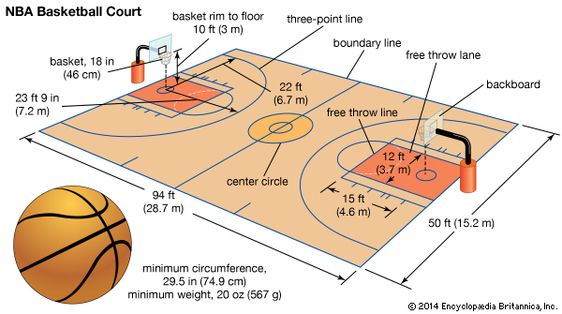 NBA Basketball Court
basket rim to floor
10 ft (3 m)
three-point line
boundary line
free throw lane
backboard
basket, 18 in
(46 cm)
23 ft 9 in
(7.2 m)
22 ft
(6.7 m)
free throw line
12 ft
(3.7 m)
center circle
15 ft
(4.6 m)
94 ft
(28.7 m)
50 ft (15.2 m)
minimum circumference,
29.5 in (74.9 cm)
minimum weight, 20 oz (567 g)
© 2014 Encyclopædia Britannica, Inc.